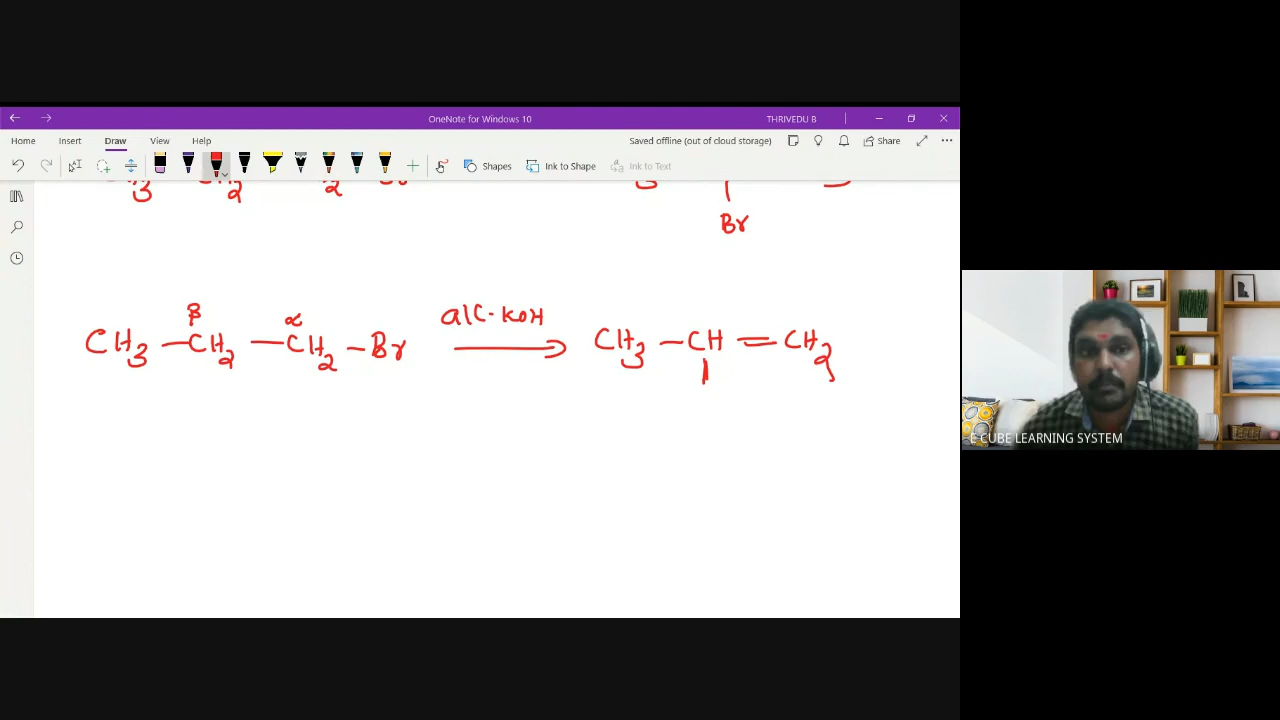 OneNote for Windows 10
THRIVEDU B
Home Insert Draw View Help
Saved offline (out of cloud storage)
Share
Shapes
Ink to Shape
Ink to Text
Br
β α
alc. KOH
CH3 — CH2 — CH2 — Br ⟶ CH3 — CH = CH2
E CUBE LEARNING SYSTEM